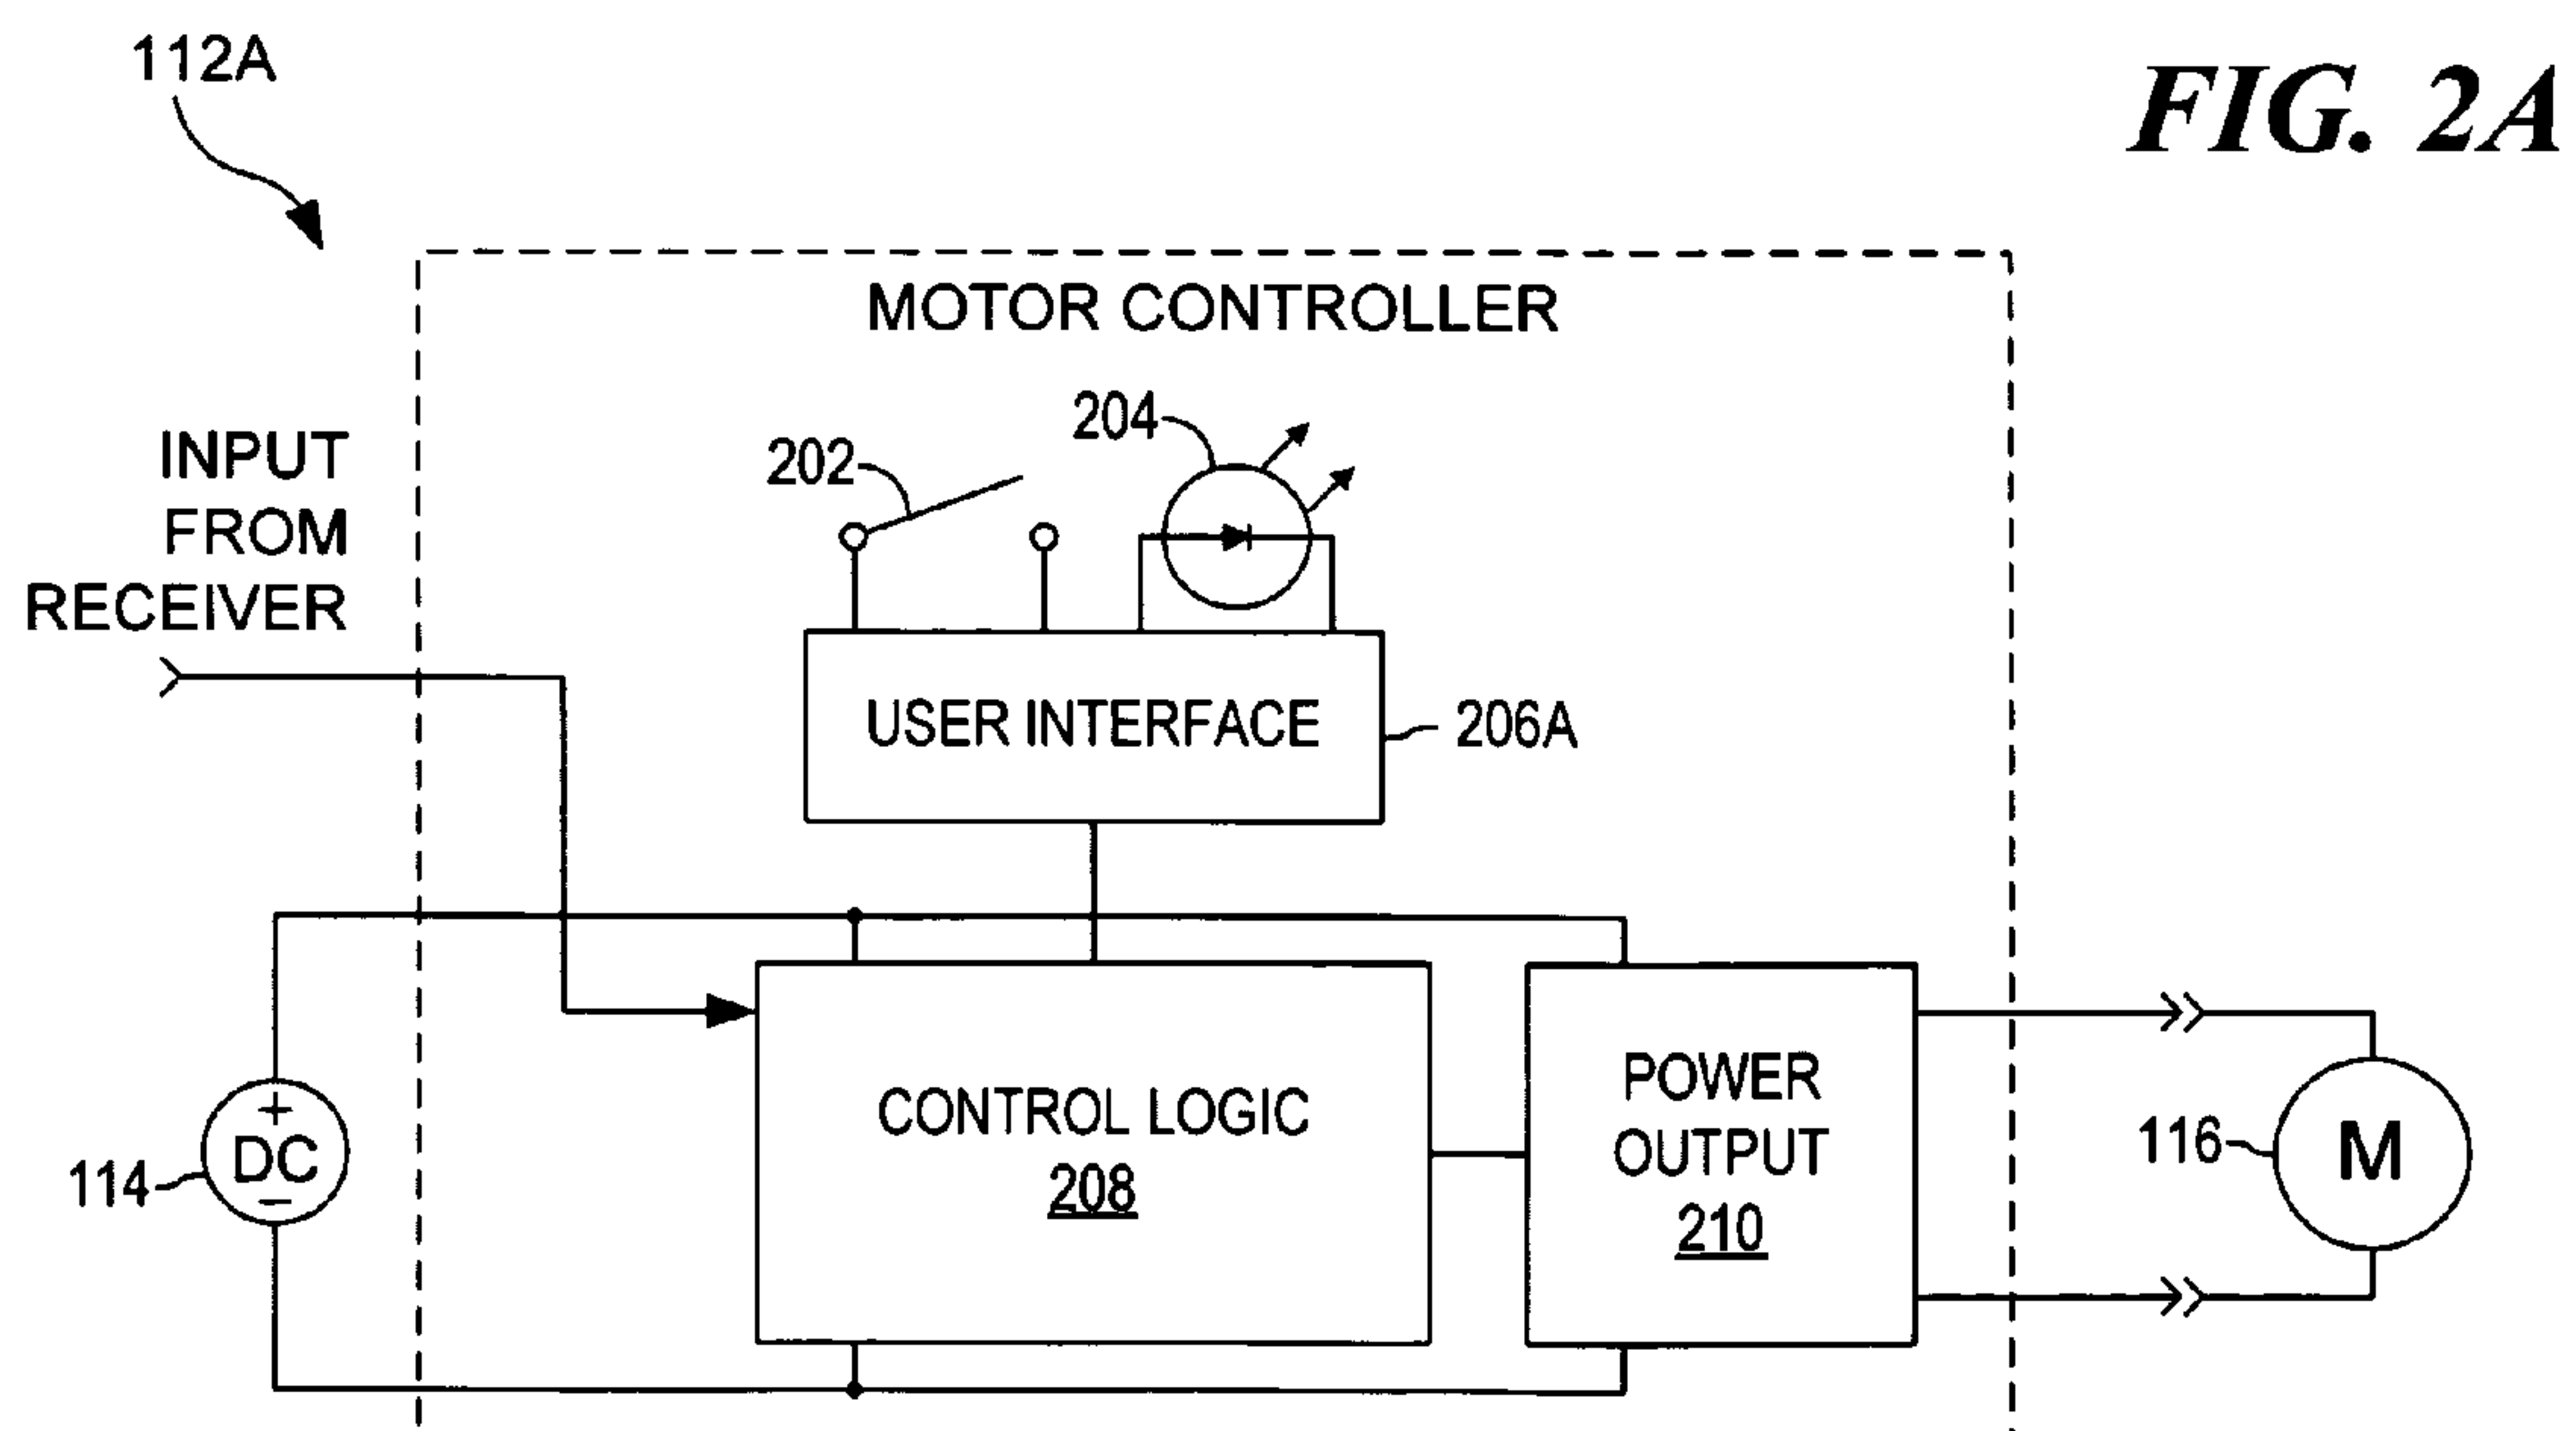 112A
FIG. 2A
MOTOR CONTROLLER
204
202
INPUT
FROM
RECEIVER
USER INTERFACE
206A
CONTROL LOGIC
208
POWER
OUTPUT
210
+
DC
−
114
116
M